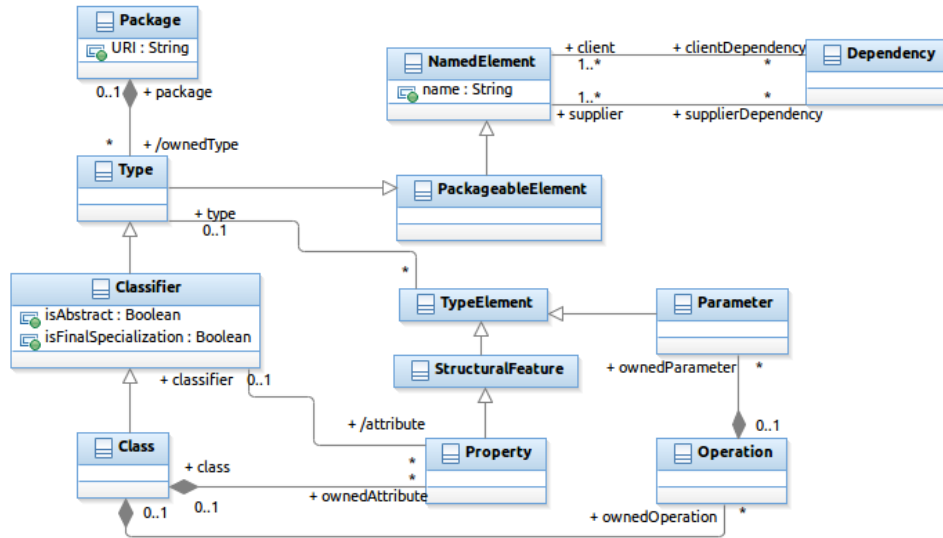 Package
URI : String
0..1
+ package
*
+ /ownedType
Type
NamedElement
name : String
+ client
1..*
+ clientDependency
*
Dependency
1..*
*
+ supplier
+ supplierDependency
PackageableElement
+ type
0..1
*
Classifier
isAbstract : Boolean
isFinalSpecialization : Boolean
TypeElement
Parameter
StructuralFeature
+ ownedParameter
*
+ classifier
0..1
+ /attribute
*
0..1
Class
Property
Operation
+ class
*
0..1
0..1
+ ownedAttribute
+ ownedOperation
*